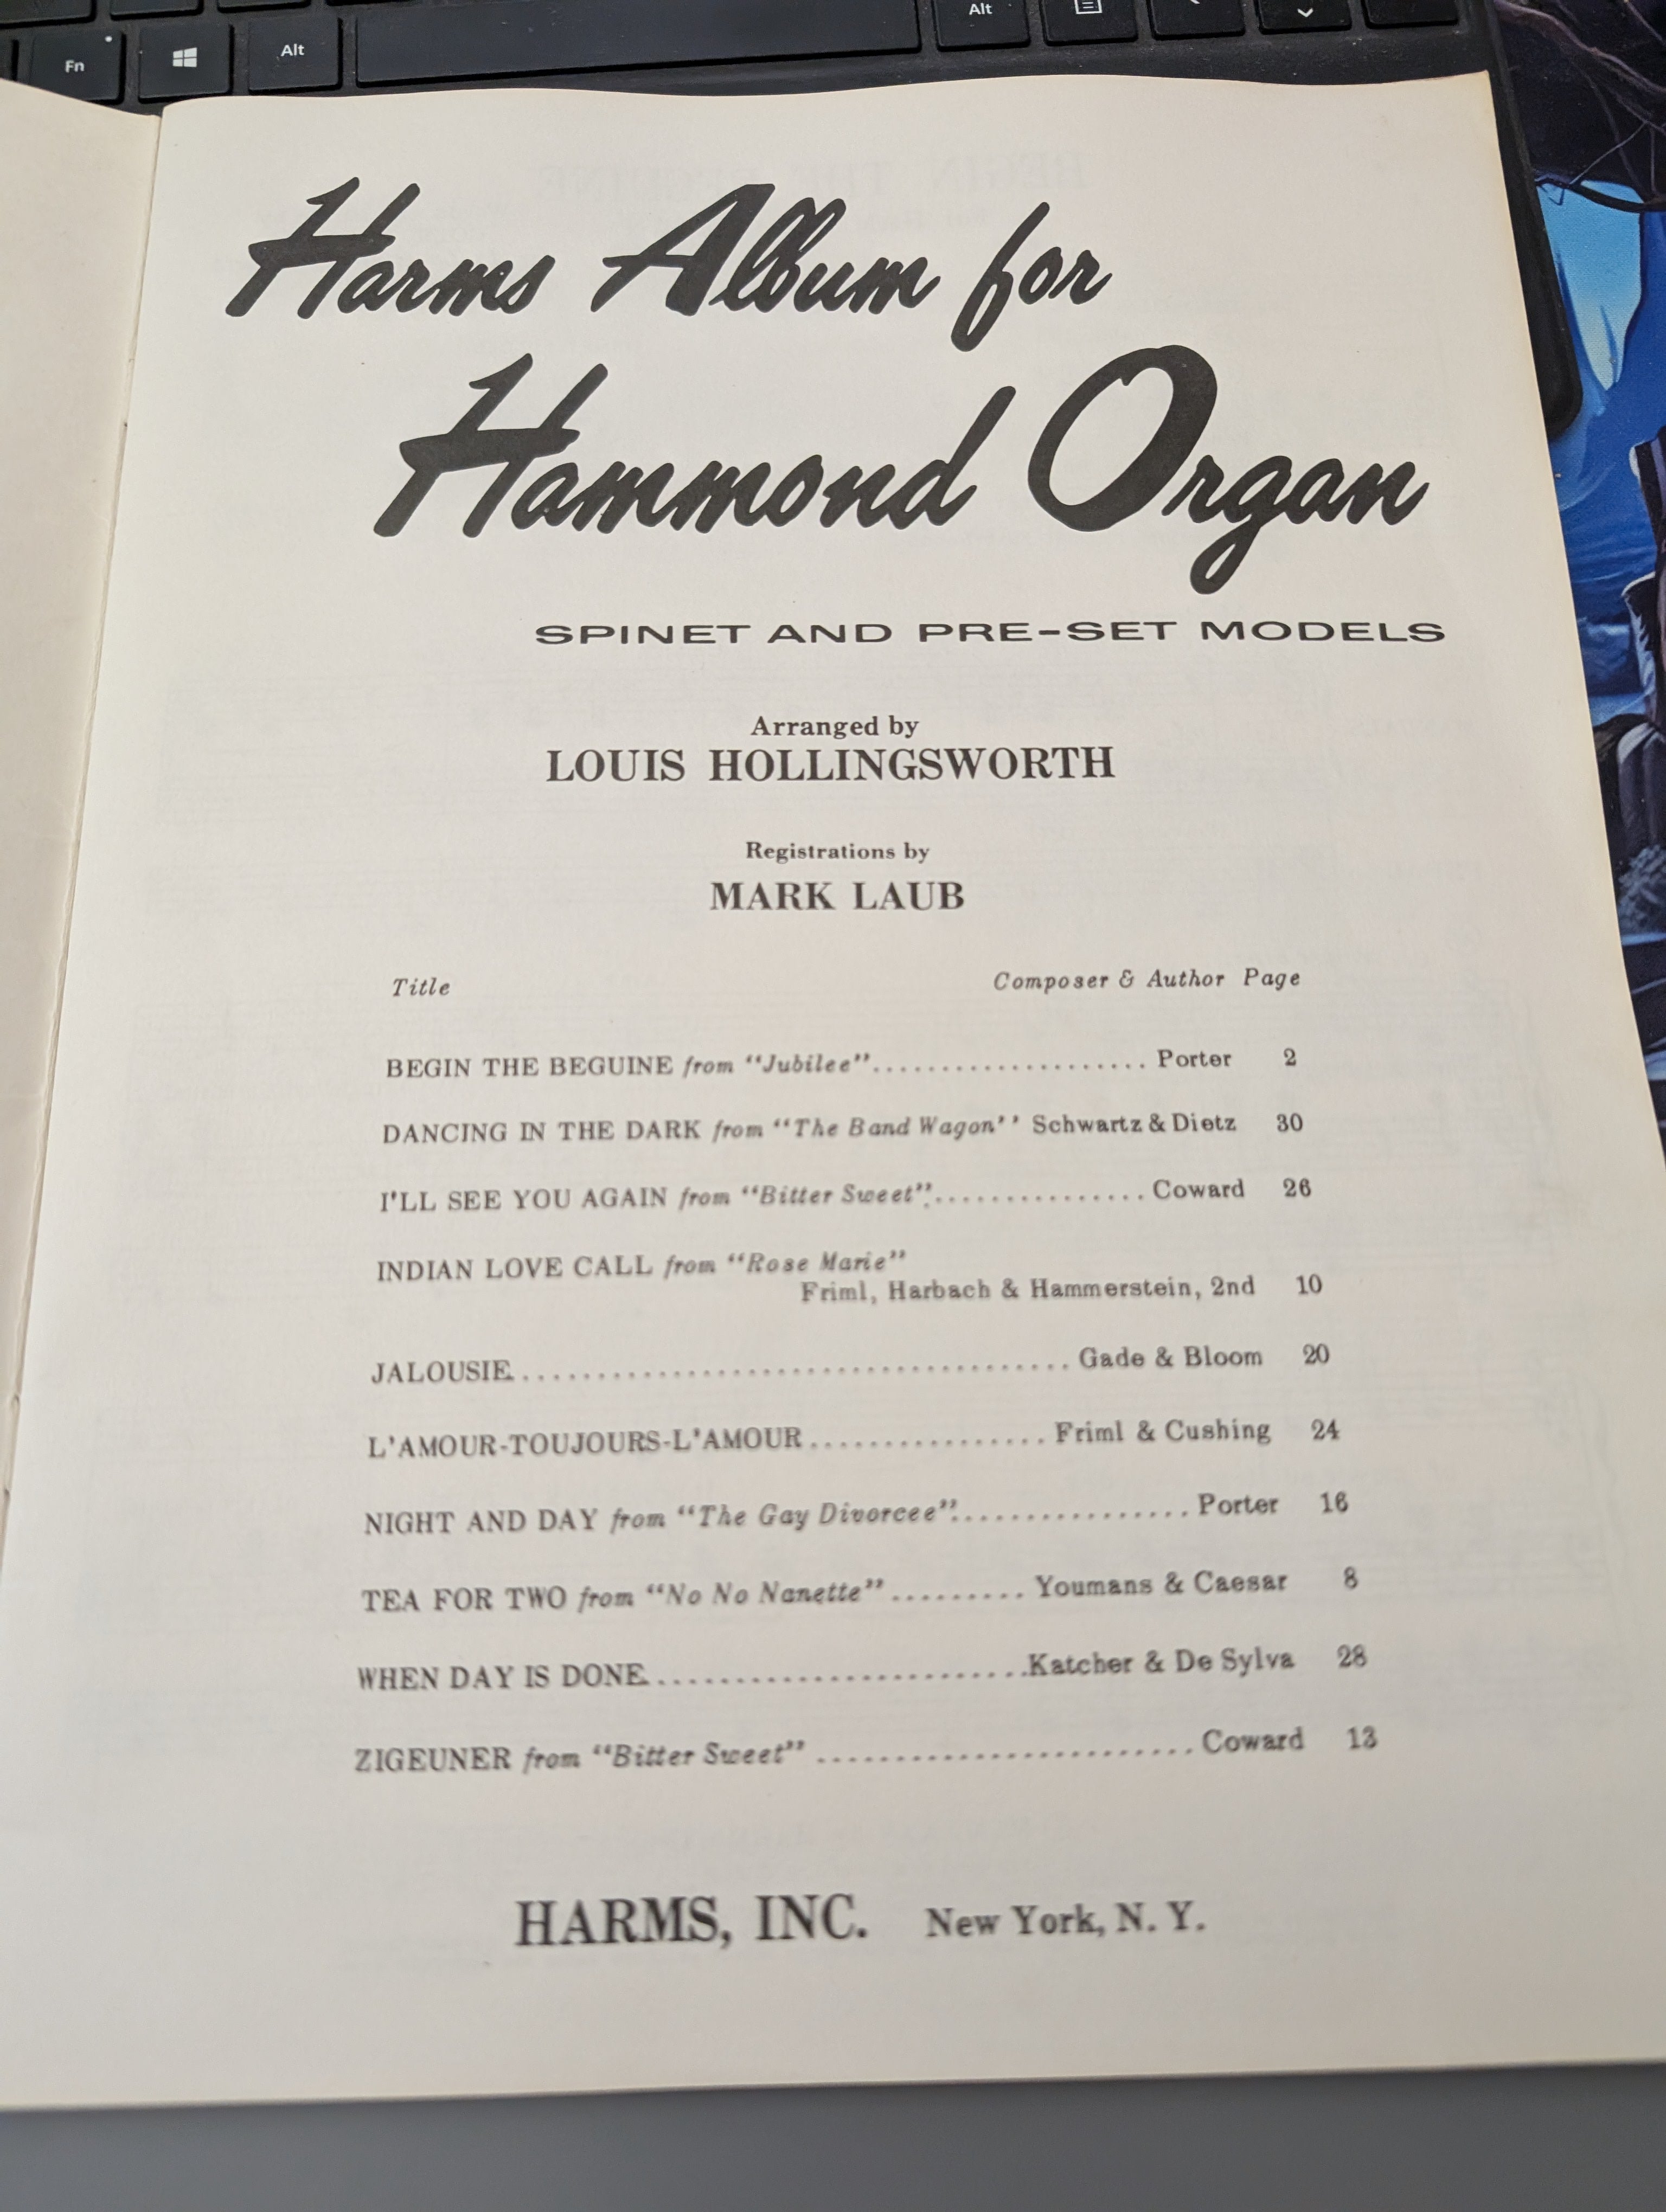 Alt
Fn
Alt
Harms Album for
Hammond Organ
SPINET AND PRE-SET MODELS
Arranged by
LOUIS HOLLINGSWORTH
Registrations by
MARK LAUB
Title Composer & Author Page
BEGIN THE BEGUINE from "Jubilee"..................... Porter 2
DANCING IN THE DARK from "The Band Wagon'' Schwartz & Dietz 30
I'LL SEE YOU AGAIN from "Bitter Sweet"................. Coward 26
INDIAN LOVE CALL from "Rose Marie"
Friml, Harbach & Hammerstein, 2nd 10
JALOUSIE..................................... Gade & Bloom 20
L'AMOUR-TOUJOURS-L'AMOUR................ Friml & Cushing 24
NIGHT AND DAY from "The Gay Divorcee"................. Porter 16
TEA FOR TWO from "No No Nanette"......... Youmans & Caesar 8
WHEN DAY IS DONE..........................Katcher & De Sylva 28
ZIGEUNER from "Bitter Sweet" ......................... Coward 13
HARMS, INC. New York, N. Y.